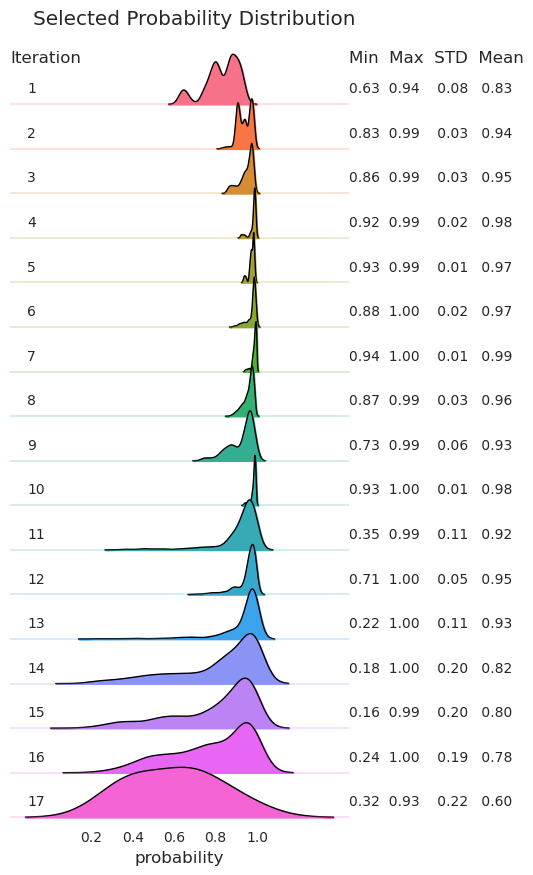 Selected Probability Distribution
Iteration Min Max STD Mean
1 0.63 0.94 0.08 0.83
2 0.83 0.99 0.03 0.94
3 0.86 0.99 0.03 0.95
4 0.92 0.99 0.02 0.98
5 0.93 0.99 0.01 0.97
6 0.88 1.00 0.02 0.97
7 0.94 1.00 0.01 0.99
8 0.87 0.99 0.03 0.96
9 0.73 0.99 0.06 0.93
10 0.93 1.00 0.01 0.98
11 0.35 0.99 0.11 0.92
12 0.71 1.00 0.05 0.95
13 0.22 1.00 0.11 0.93
14 0.18 1.00 0.20 0.82
15 0.16 0.99 0.20 0.80
16 0.24 1.00 0.19 0.78
17 0.32 0.93 0.22 0.60
0.2 0.4 0.6 0.8 1.0
probability